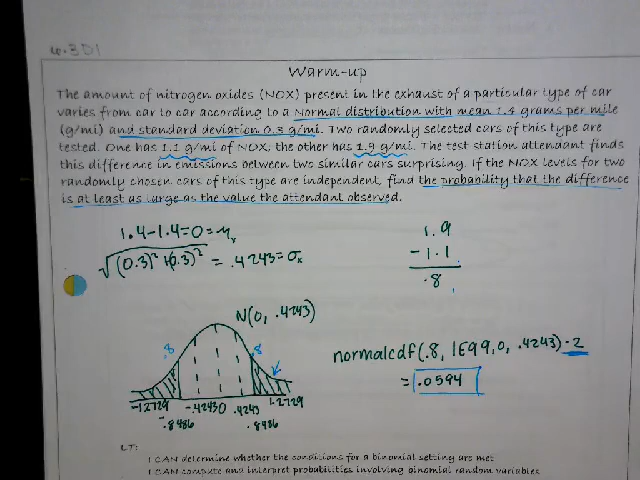 6.3D1
Warm-up
The amount of nitrogen oxides (NOX) present in the exhaust of a particular type of car
varies from car to car according to a Normal distribution with mean 1.4 grams per mile
(g/mi) and standard deviation 0.3 g/mi. Two randomly selected cars of this type are
tested. One has 1.1 g/mi of NOX; the other has 1.9 g/mi. The test station attendant finds
this difference in emissions between two similar cars surprising. If the NOX levels for two
randomly chosen cars of this type are independent, find the probability that the difference
is at least as large as the value the attendant observed.
1.4-1.4=0=μx
√(0.3)²+(0.3)² = .4243=σx
1.9
-1.1
.8
N(0, .4243)
.8 .8
normalcdf(.8, 1E99, 0, .4243)·2
= .0594
-1.2729 -.4243 0 .4243 1.2729
-.8486 .8486
LT:
I CAN determine whether the conditions for a binomial setting are met
I CAN compute and interpret probabilities involving binomial random variables